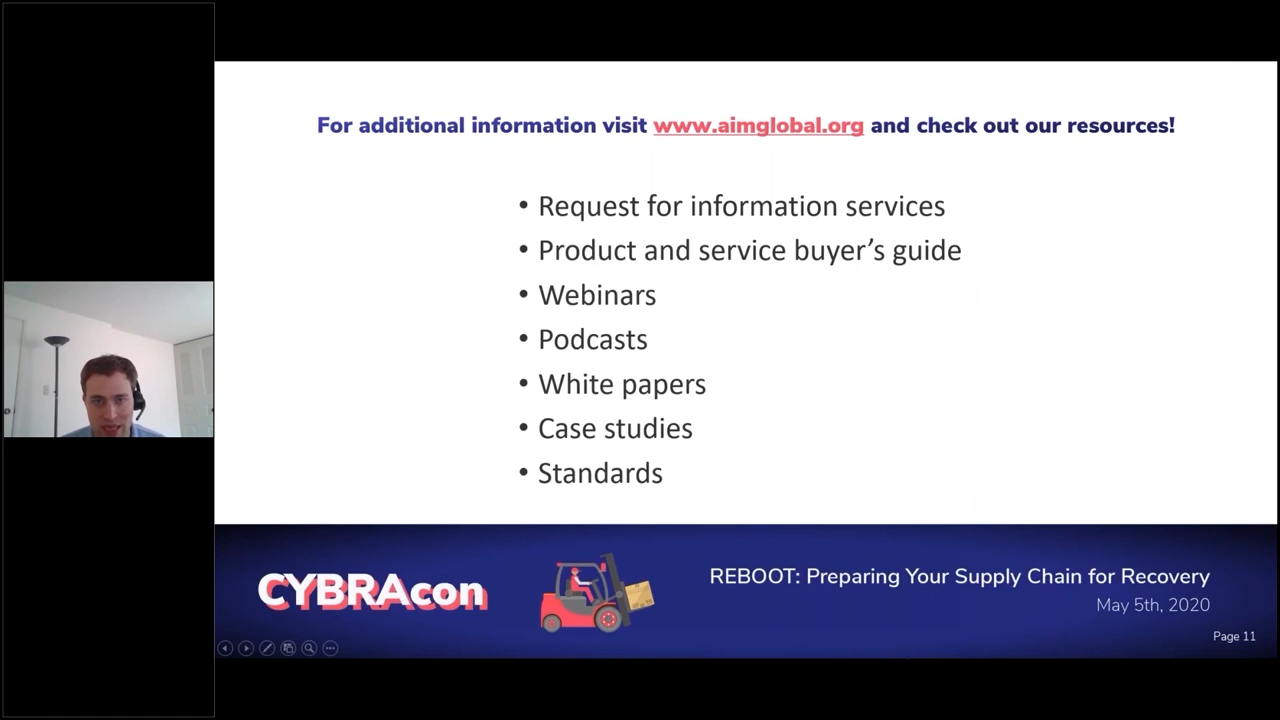 For additional information visit www.aimglobal.org and check out our resources!
• Request for information services
• Product and service buyer’s guide
• Webinars
• Podcasts
• White papers
• Case studies
• Standards
CYBRAcon
REBOOT: Preparing Your Supply Chain for Recovery
May 5th, 2020
Page 11